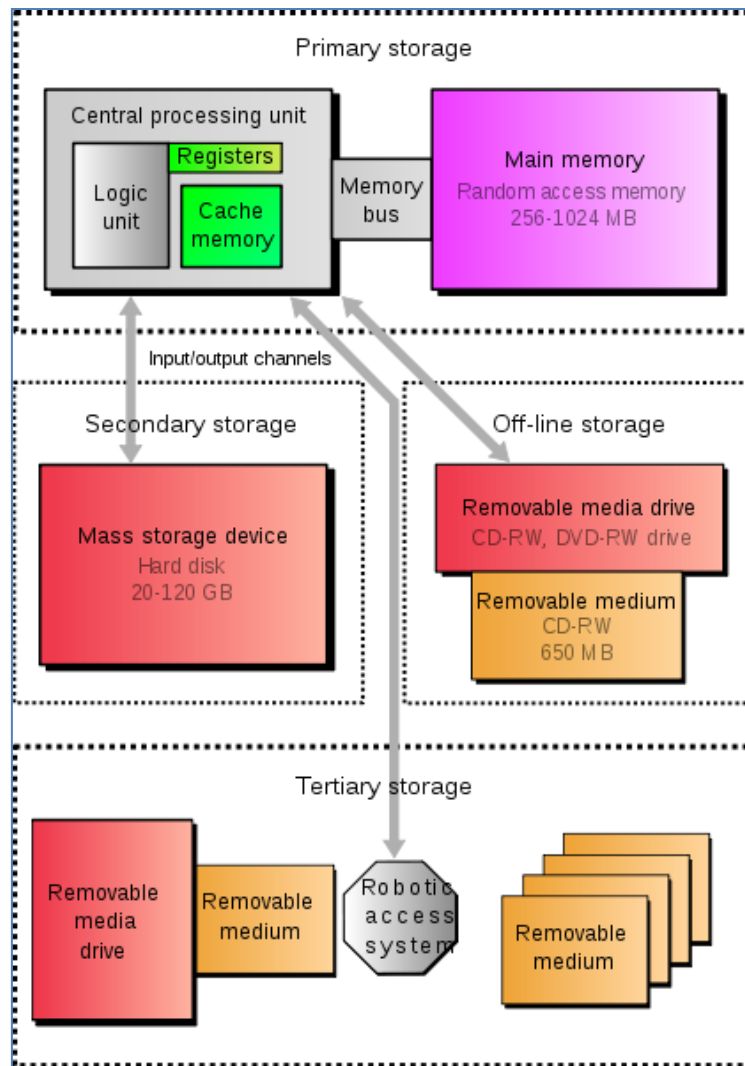 Primary storage
Central processing unit
Registers
Logic
unit
Cache
memory
Memory
bus
Main memory
Random access memory
256-1024 MB
Input/output channels
Secondary storage
Mass storage device
Hard disk
20-120 GB
Off-line storage
Removable media drive
CD-RW, DVD-RW drive
Removable medium
CD-RW
650 MB
Tertiary storage
Removable
media
drive
Removable
medium
Robotic
access
system
Removable
medium